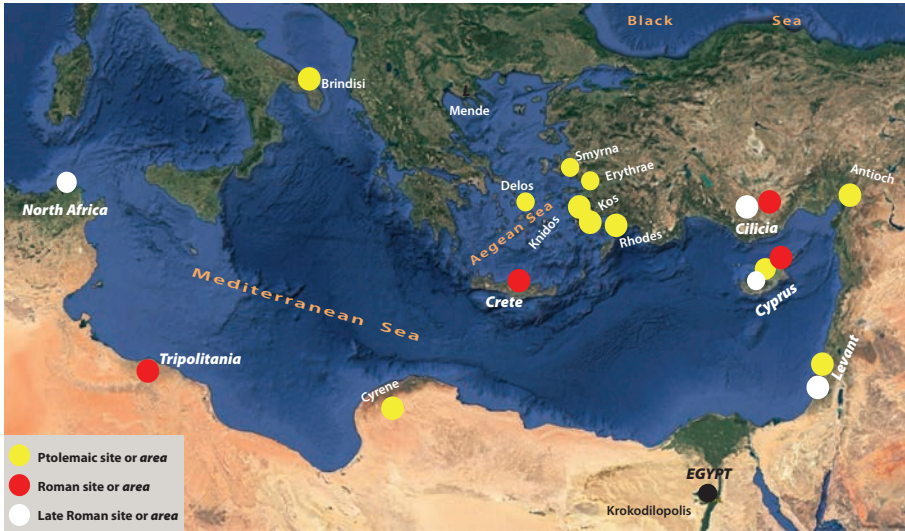 Black Sea
Brindisi
Mende
Smyrna
Erythrae
Antioch
North Africa
Delos
Kos
Knidos
Rhodes
Aegean Sea
Cilicia
Crete
Cyprus
Mediterranean Sea
Tripolitania
Levant
Cyrene
EGYPT
Krokodilopolis
Ptolemaic site or area
Roman site or area
Late Roman site or area